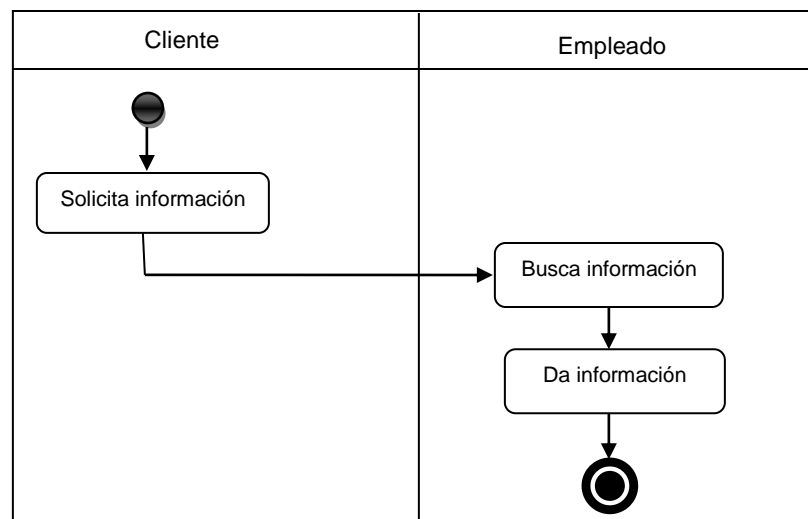 Cliente
Empleado
Solicita información
Busca información
Da información